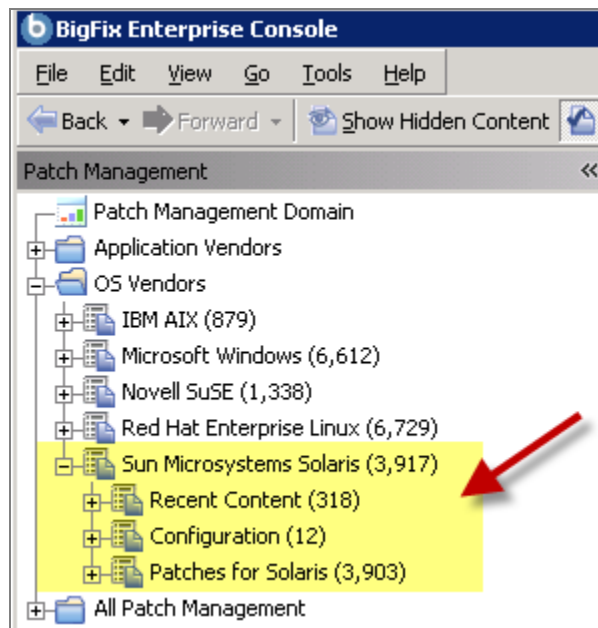 BigFix Enterprise Console
File Edit View Go Tools Help
Back Forward Show Hidden Content
Patch Management
Patch Management Domain
Application Vendors
OS Vendors
IBM AIX (879)
Microsoft Windows (6,612)
Novell SuSE (1,338)
Red Hat Enterprise Linux (6,729)
Sun Microsystems Solaris (3,917)
Recent Content (318)
Configuration (12)
Patches for Solaris (3,903)
All Patch Management